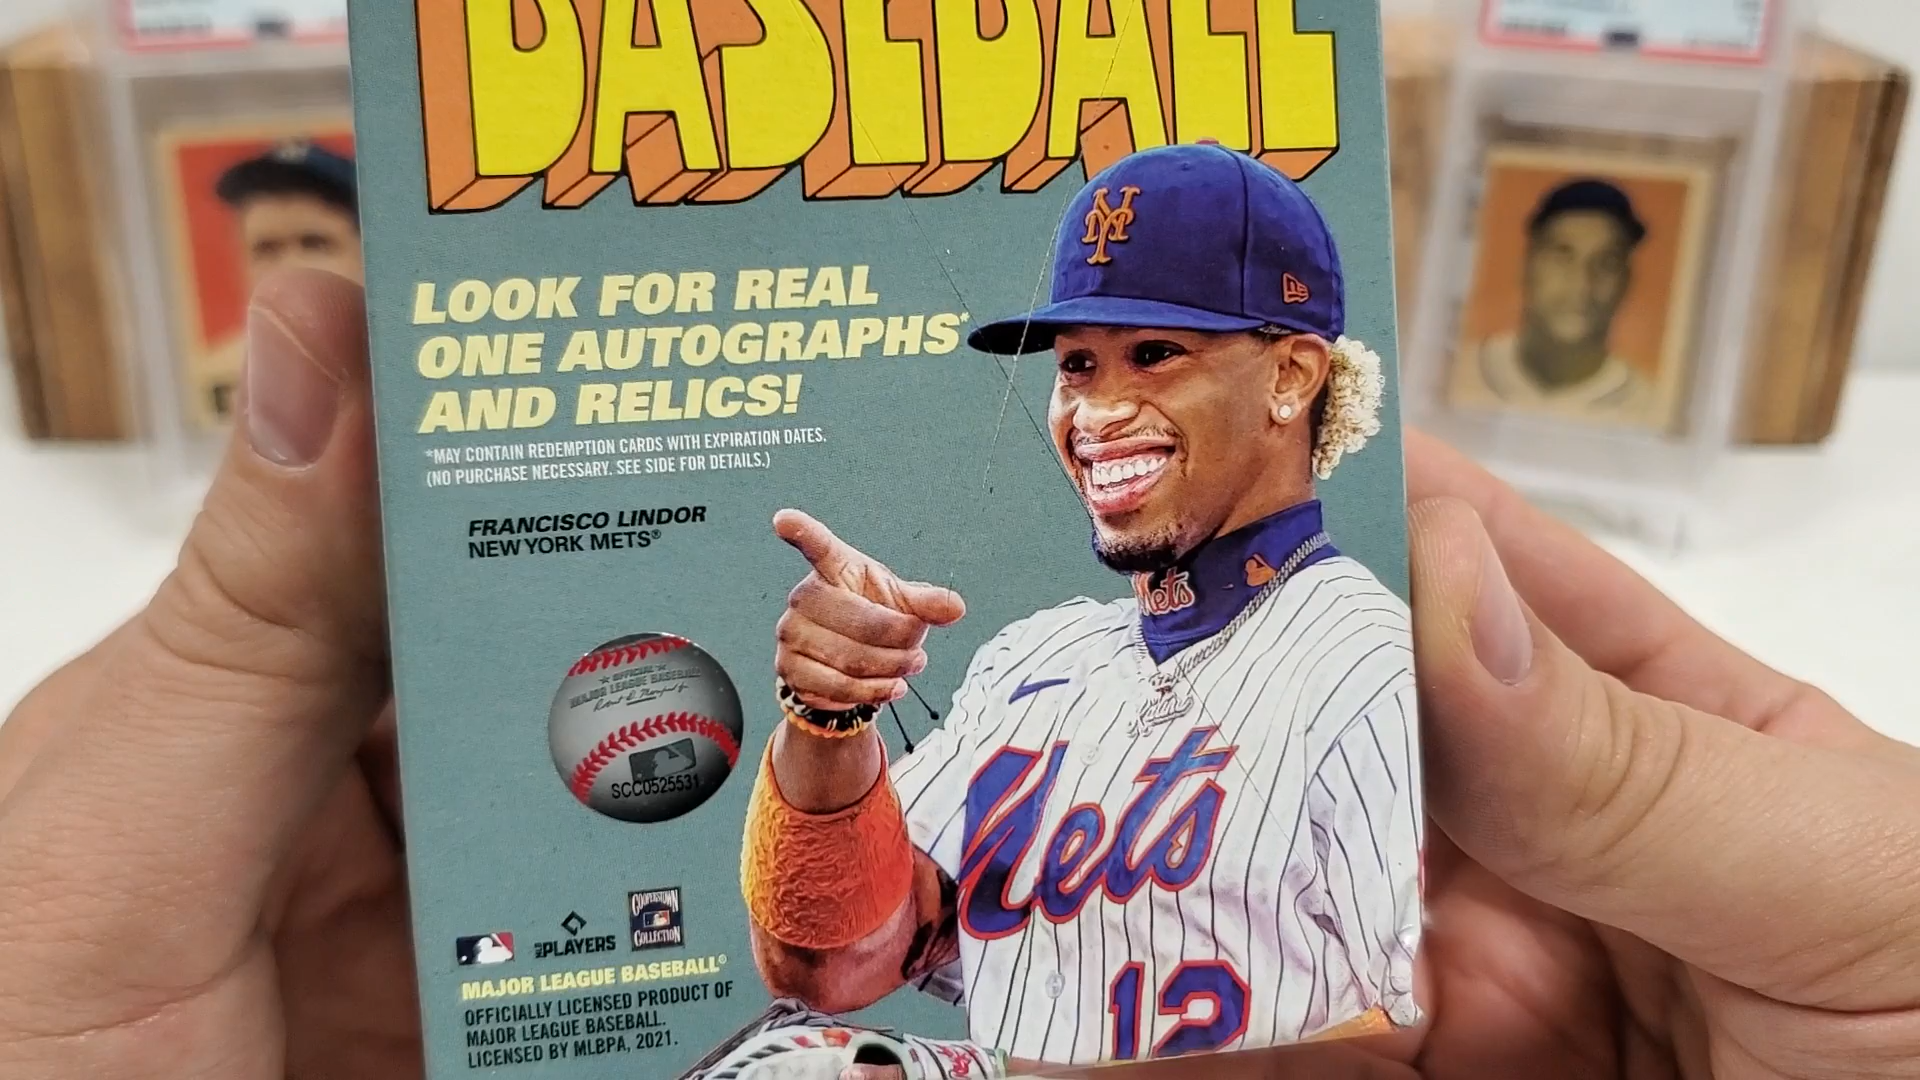 BASEBALL
LOOK FOR REAL
ONE AUTOGRAPHS*
AND RELICS!
*MAY CONTAIN REDEMPTION CARDS WITH EXPIRATION DATES.
(NO PURCHASE NECESSARY. SEE SIDE FOR DETAILS.)
FRANCISCO LINDOR
NEW YORK METS®
NY
Mets
OFFICIAL
MAJOR LEAGUE BASEBALL
SCC0525531
Mets
12
COOPERSTOWN
COLLECTION
PLAYERS
MAJOR LEAGUE BASEBALL®
OFFICIALLY LICENSED PRODUCT OF
MAJOR LEAGUE BASEBALL.
LICENSED BY MLBPA, 2021.